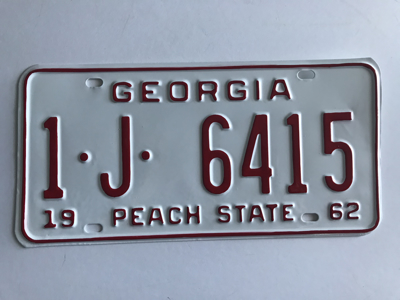 GEORGIA
1·J· 6415
19 PEACH STATE 62